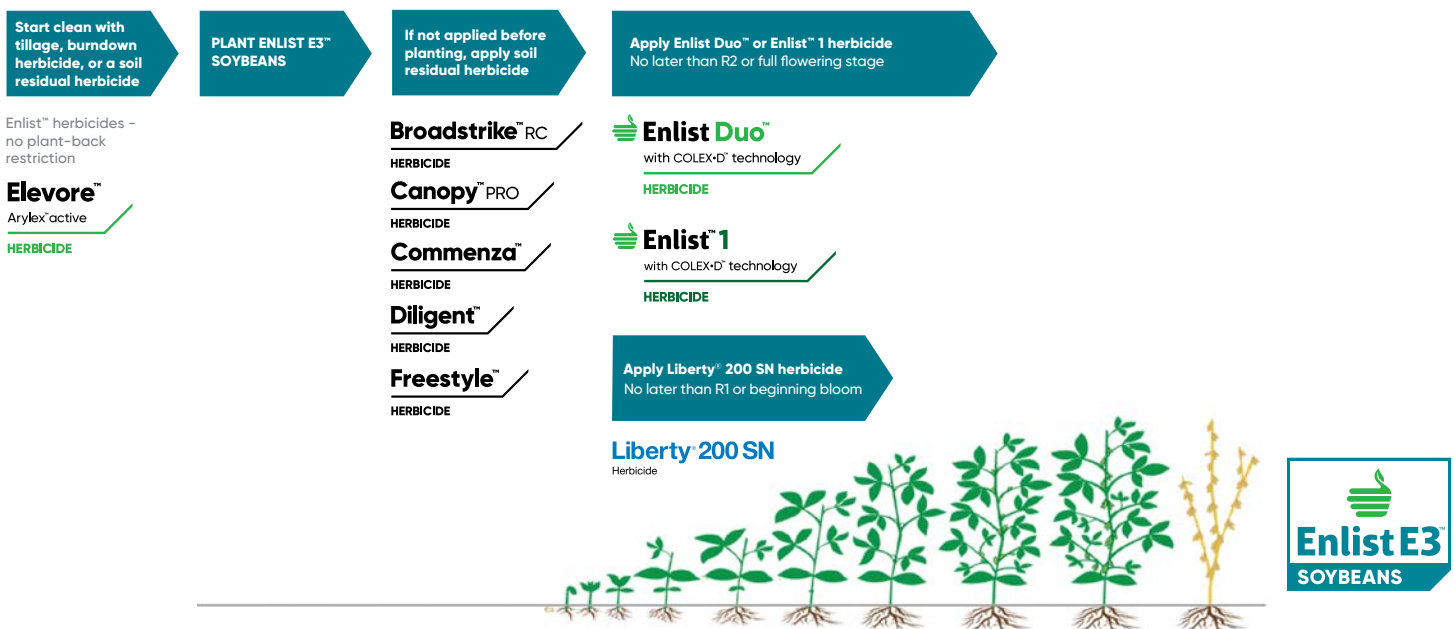 Start clean with
tillage, burndown
herbicide, or a soil
residual herbicide
Enlist™ herbicides -
no plant-back
restriction
Elevore™
Arylex™active
HERBICIDE
PLANT ENLIST E3™
SOYBEANS
If not applied before
planting, apply soil
residual herbicide
Broadstrike™ RC
HERBICIDE
Canopy™ PRO
HERBICIDE
Commenza™
HERBICIDE
Diligent™
HERBICIDE
Freestyle™
HERBICIDE
Apply Enlist Duo™ or Enlist™ 1 herbicide
No later than R2 or full flowering stage
Enlist Duo™
with COLEX•D™ technology
HERBICIDE
Enlist™ 1
with COLEX•D™ technology
HERBICIDE
Apply Liberty® 200 SN herbicide
No later than R1 or beginning bloom
Liberty® 200 SN
Herbicide
Enlist E3™
SOYBEANS